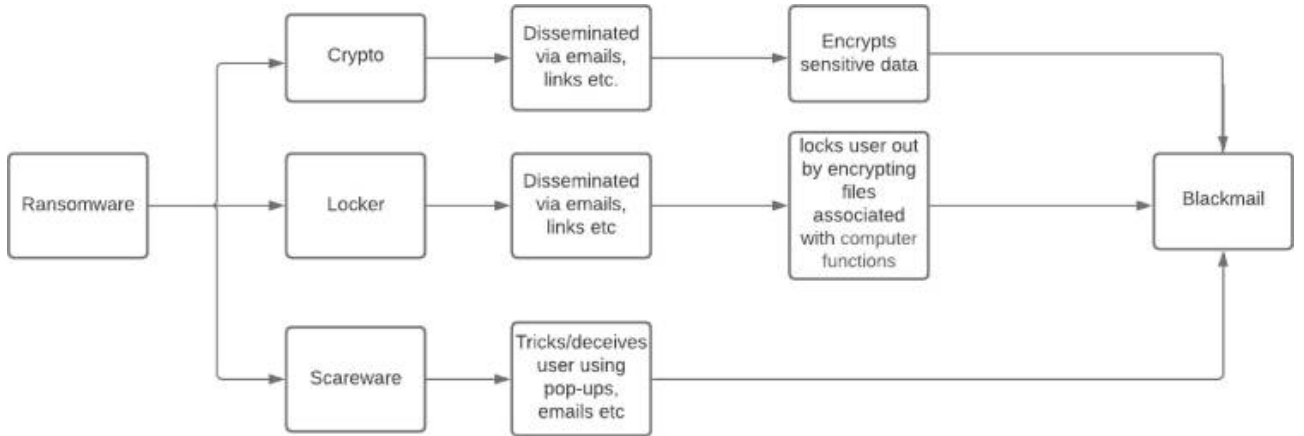 Crypto
Disseminated
via emails,
links etc.
Encrypts
sensitive data
Ransomware
Locker
Disseminated
via emails,
links etc
locks user out
by encrypting
files
associated
with computer
functions
Blackmail
Scareware
Tricks/deceives
user using
pop-ups,
emails etc